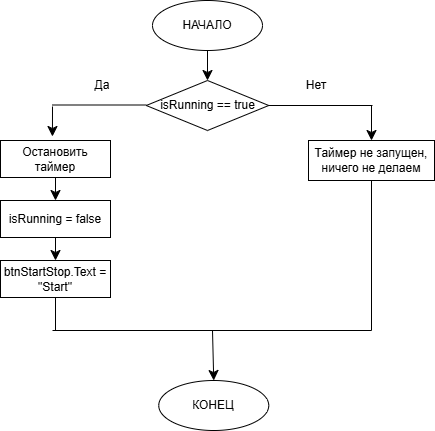 НАЧАЛО
Да
Нет
isRunning == true
Остановить
таймер
Таймер не запущен,
ничего не делаем
isRunning = false
btnStartStop.Text =
"Start"
КОНЕЦ